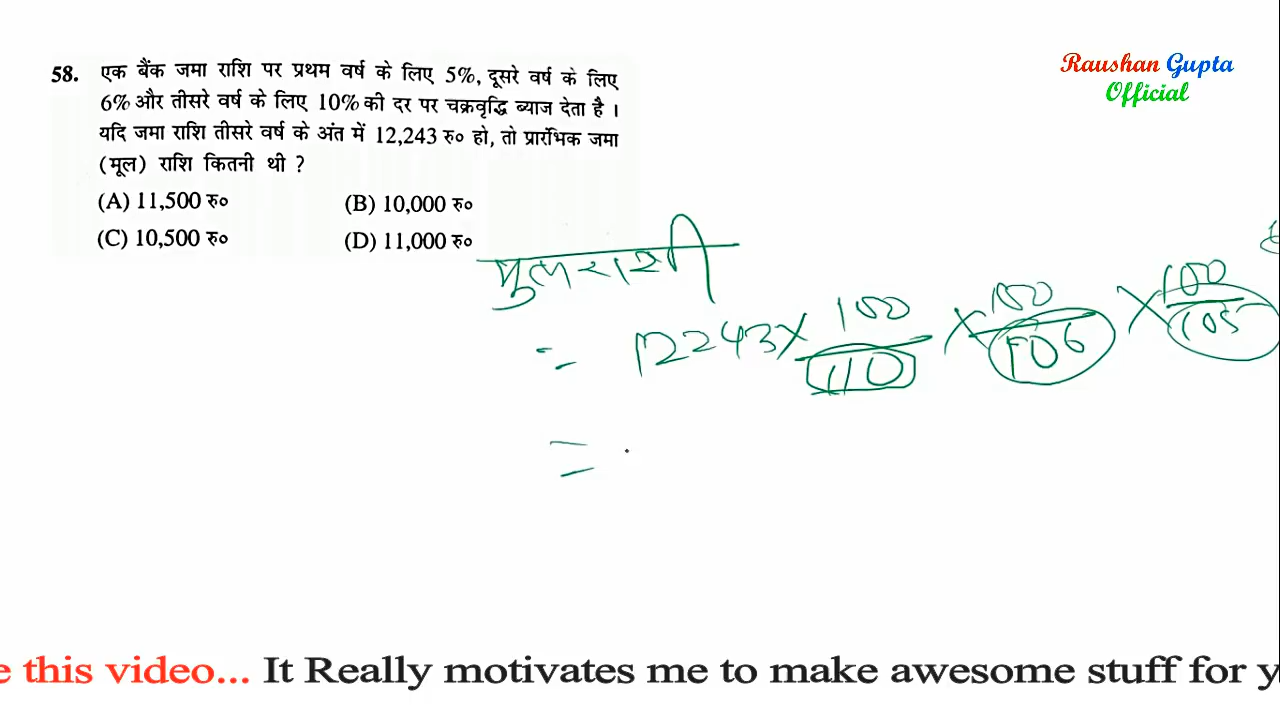 58. एक बैंक जमा राशि पर प्रथम वर्ष के लिए 5%, दूसरे वर्ष के लिए
6% और तीसरे वर्ष के लिए 10% की दर पर चक्रवृद्धि ब्याज देता है ।
यदि जमा राशि तीसरे वर्ष के अंत में 12,243 रु० हो, तो प्रारंभिक जमा
(मूल) राशि कितनी थी ?
(A) 11,500 रु० (B) 10,000 रु०
(C) 10,500 रु० (D) 11,000 रु०
Raushan Gupta
Official
मुलराशी
= 12243 × 100/110 × 100/106 × 100/105
=
e this video... It Really motivates me to make awesome stuff for y